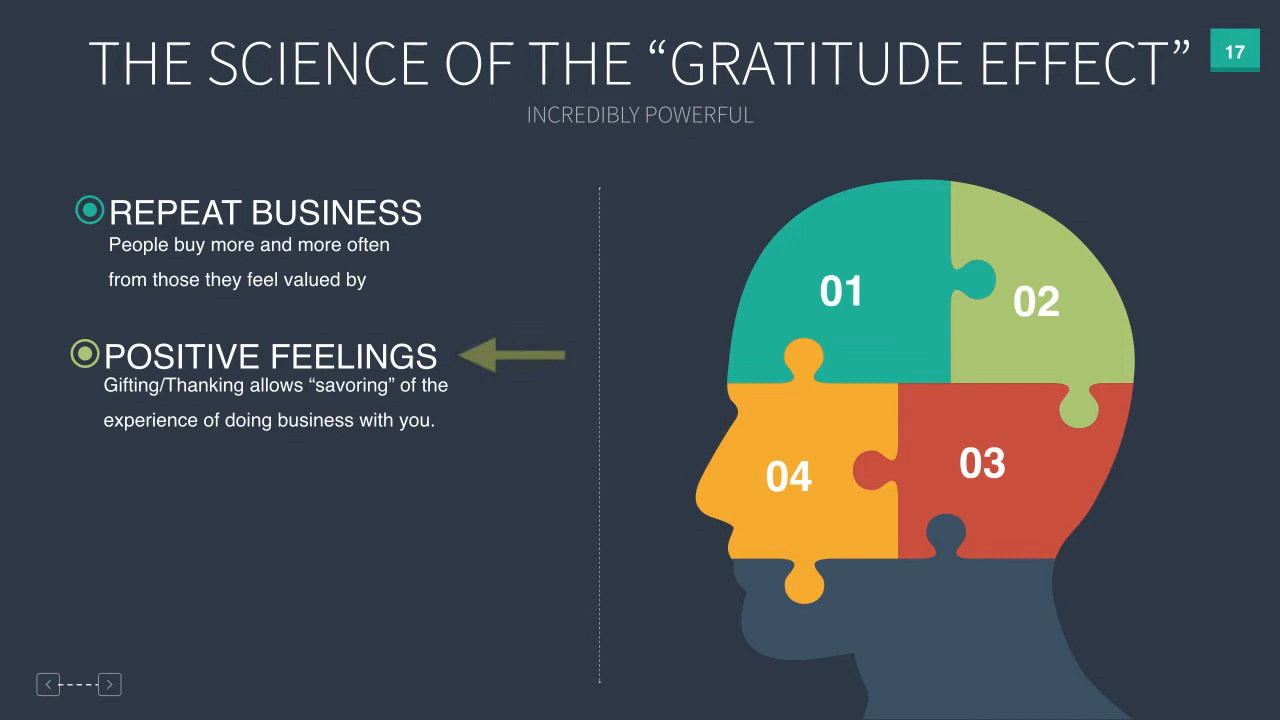 THE SCIENCE OF THE “GRATITUDE EFFECT”
17
INCREDIBLY POWERFUL
REPEAT BUSINESS
People buy more and more often
from those they feel valued by
POSITIVE FEELINGS
Gifting/Thanking allows “savoring” of the
experience of doing business with you.
01
02
03
04